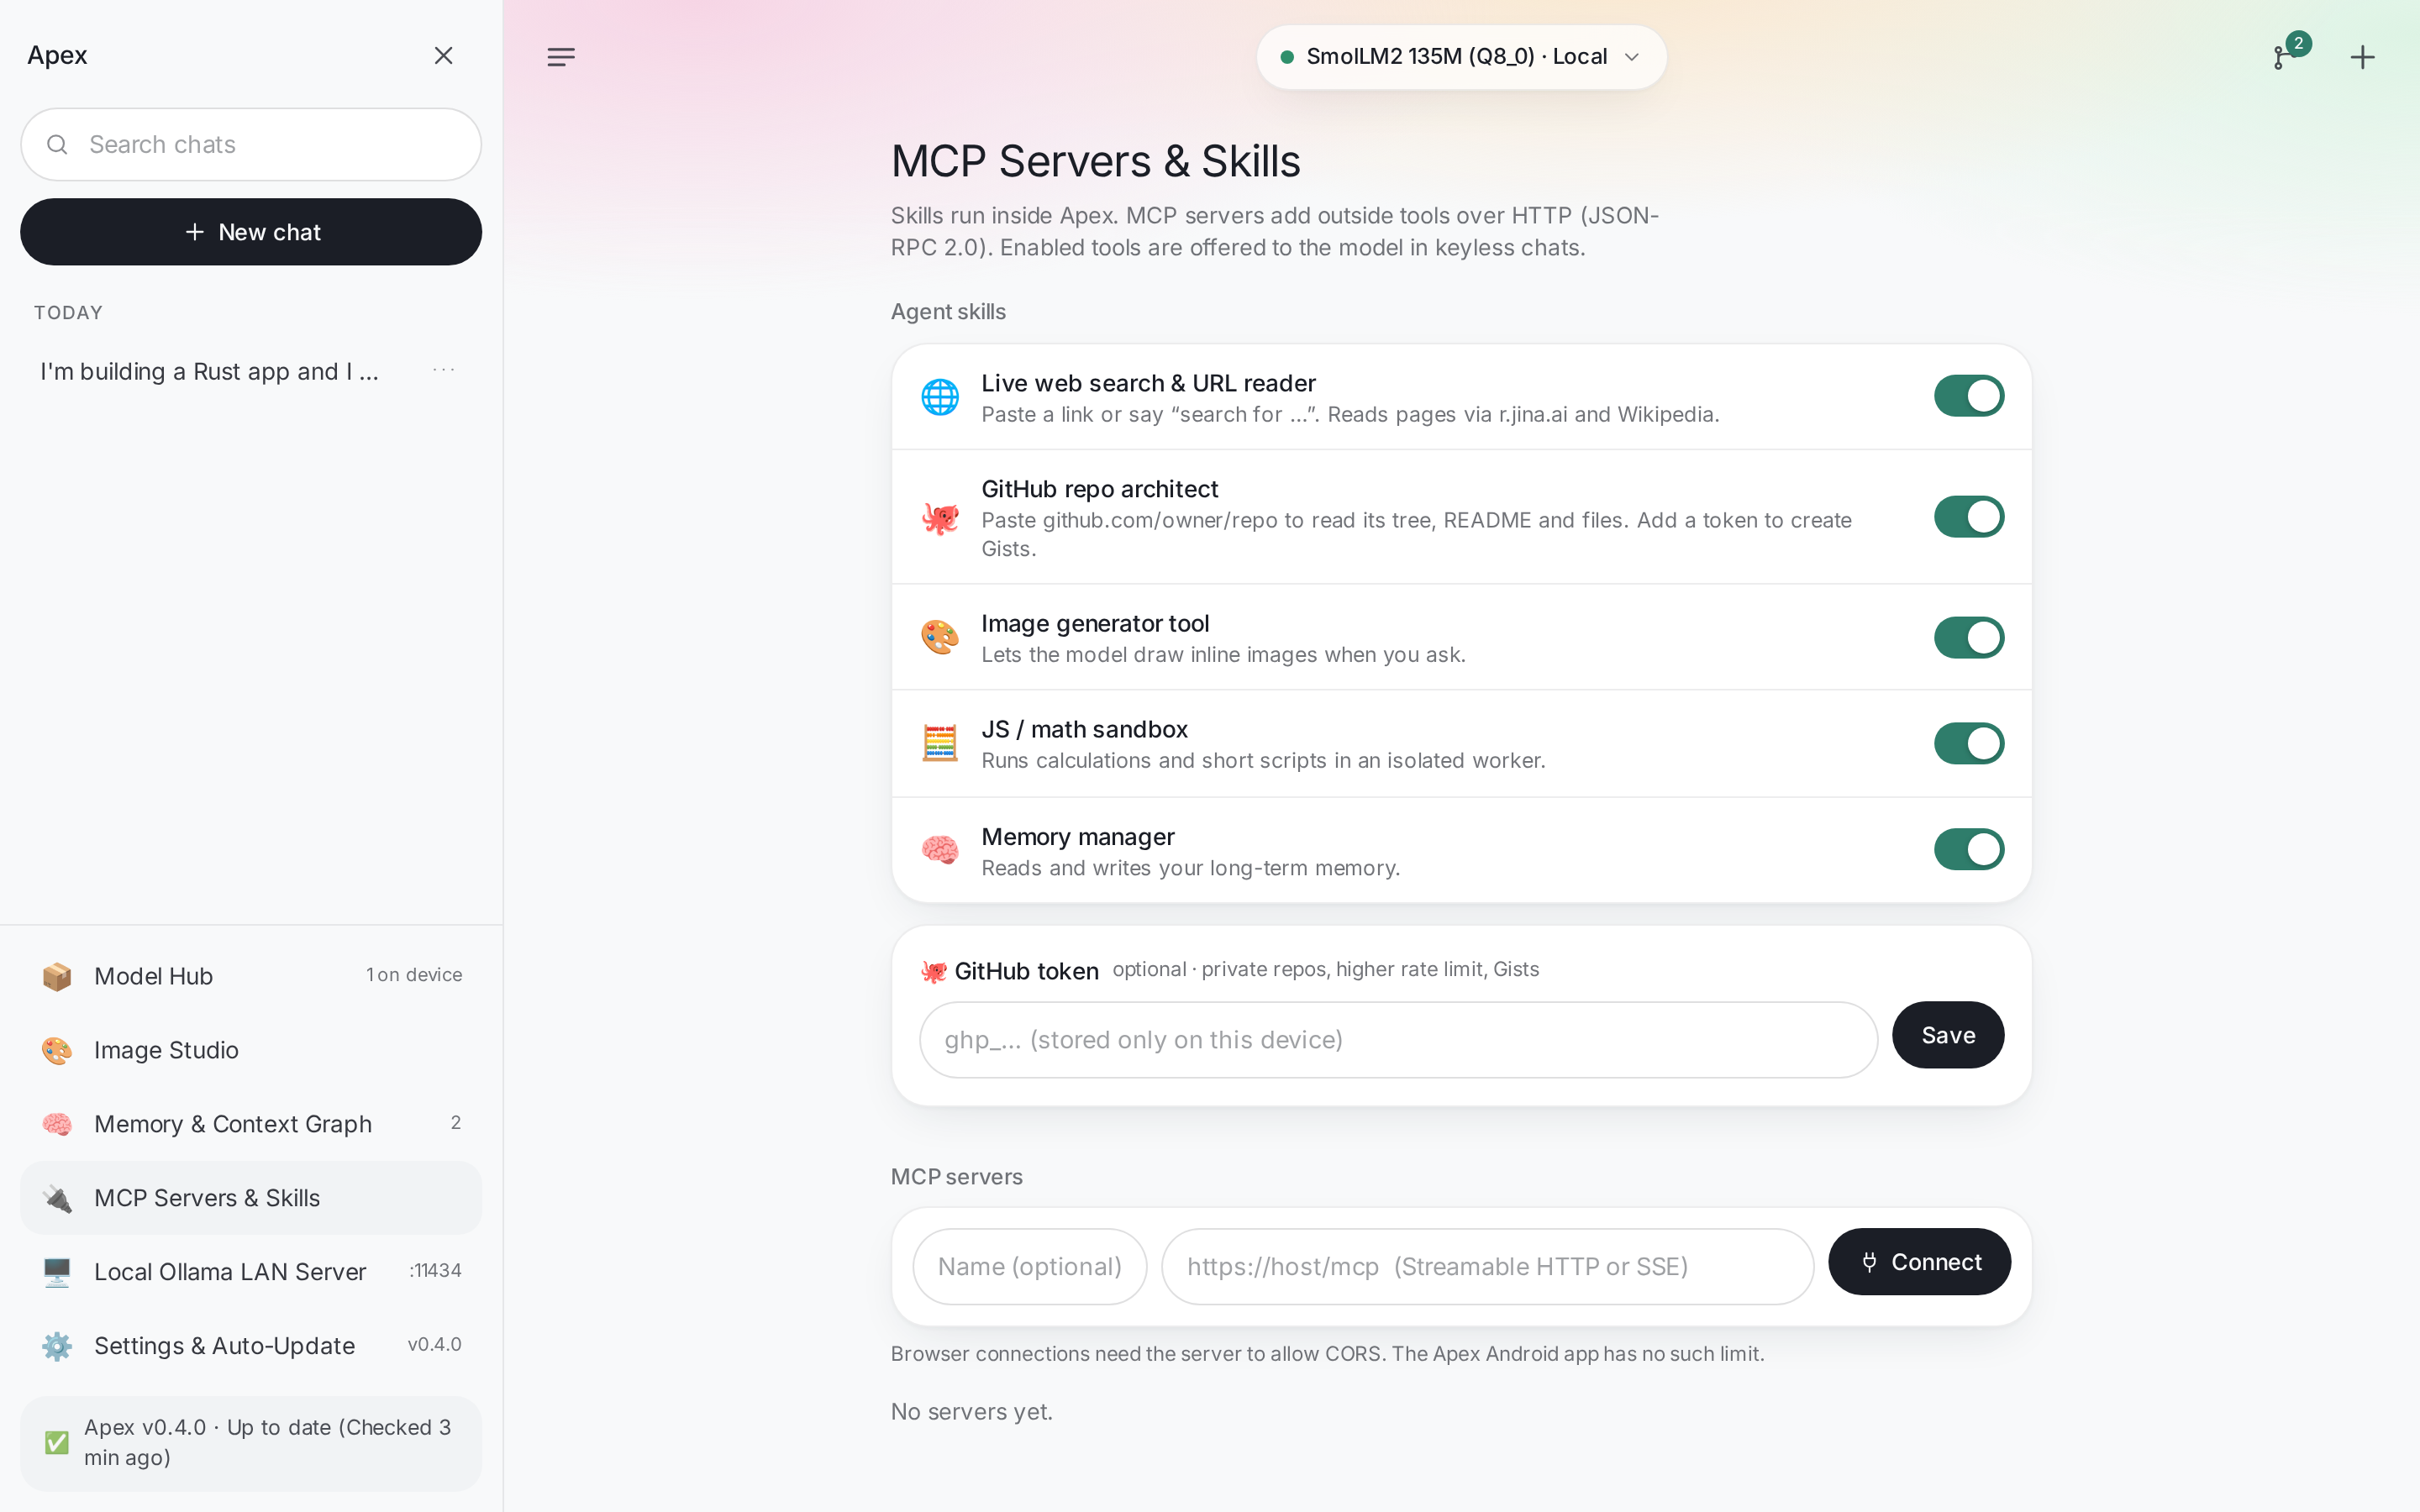 Apex
Search chats
New chat
TODAY
I'm building a Rust app and I ...
Model Hub 1 on device
Image Studio
Memory & Context Graph 2
MCP Servers & Skills
Local Ollama LAN Server :11434
Settings & Auto-Update v0.4.0
Apex v0.4.0 · Up to date (Checked 3
min ago)
SmolLM2 135M (Q8_0) · Local
2
MCP Servers & Skills
Skills run inside Apex. MCP servers add outside tools over HTTP (JSON-
RPC 2.0). Enabled tools are offered to the model in keyless chats.
Agent skills
Live web search & URL reader
Paste a link or say “search for ...”. Reads pages via r.jina.ai and Wikipedia.
GitHub repo architect
Paste github.com/owner/repo to read its tree, README and files. Add a token to create
Gists.
Image generator tool
Lets the model draw inline images when you ask.
JS / math sandbox
Runs calculations and short scripts in an isolated worker.
Memory manager
Reads and writes your long-term memory.
GitHub token optional · private repos, higher rate limit, Gists
ghp_... (stored only on this device)
Save
MCP servers
Name (optional)
https://host/mcp (Streamable HTTP or SSE)
Connect
Browser connections need the server to allow CORS. The Apex Android app has no such limit.
No servers yet.